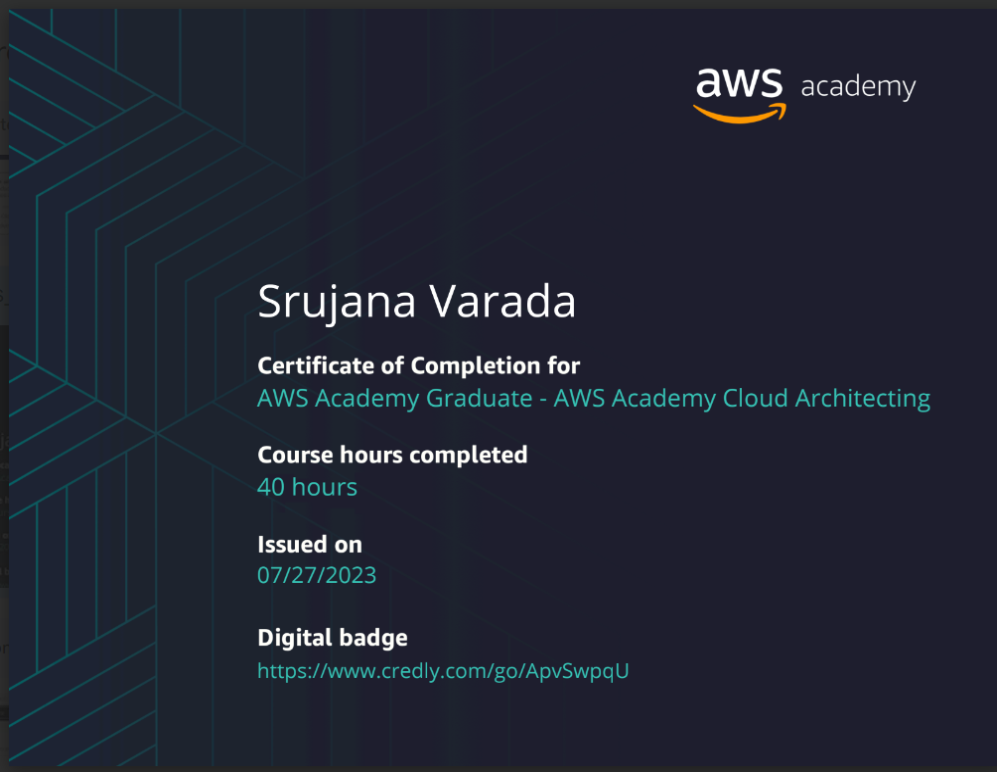 aws academy
Srujana Varada
Certificate of Completion for
AWS Academy Graduate - AWS Academy Cloud Architecting
Course hours completed
40 hours
Issued on
07/27/2023
Digital badge
https://www.credly.com/go/ApvSwpqU